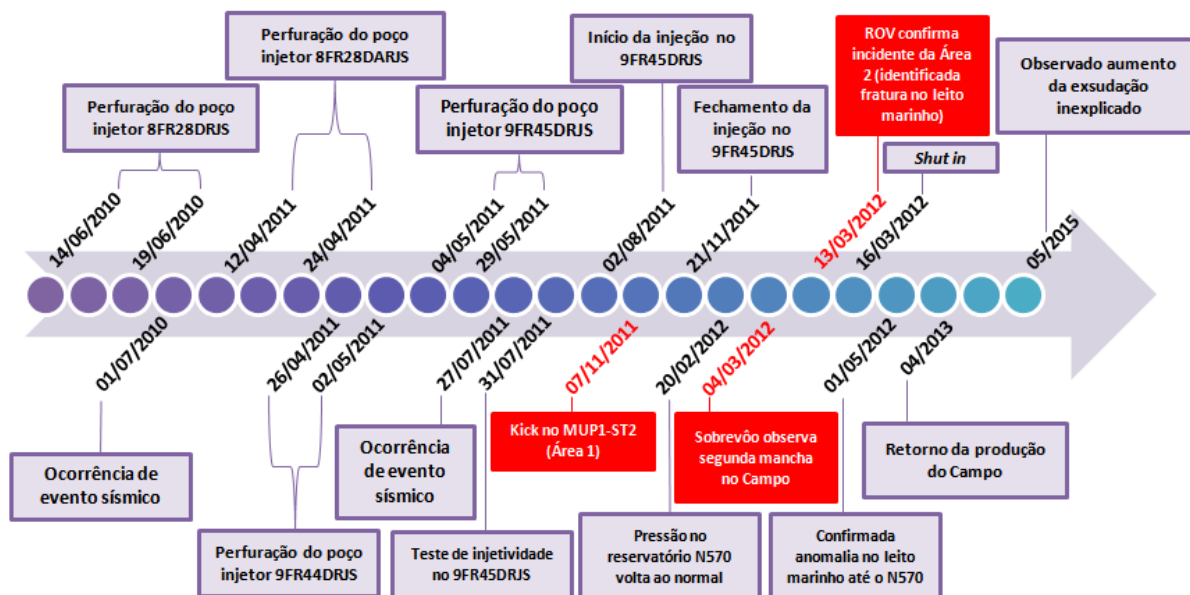 Perfuração do poço
injetor 8FR28DRJS
Perfuração do poço
injetor 8FR28DARJS
Perfuração do poço
injetor 9FR45DRJS
Início da injeção no
9FR45DRJS
Fechamento da
injeção no
9FR45DRJS
ROV confirma
incidente da Área
2 (identificada
fratura no leito
marinho)
Shut in
Observado aumento
da exsudação
inexplicado
14/06/2010
19/06/2010
12/04/2011
24/04/2011
04/05/2011
29/05/2011
02/08/2011
21/11/2011
13/03/2012
16/03/2012
05/2015
01/07/2010
26/04/2011
02/05/2011
27/07/2011
31/07/2011
07/11/2011
20/02/2012
04/03/2012
01/05/2012
04/2013
Ocorrência de
evento sísmico
Perfuração do poço
injetor 9FR44DRJS
Ocorrência
de evento
sísmico
Teste de injetividade
no 9FR45DRJS
Kick no MUP1-ST2
(Área 1)
Pressão no
reservatório N570
volta ao normal
Sobrevôo observa
segunda mancha
no Campo
Confirmada
anomalia no leito
marinho até o N570
Retorno da produção
do Campo